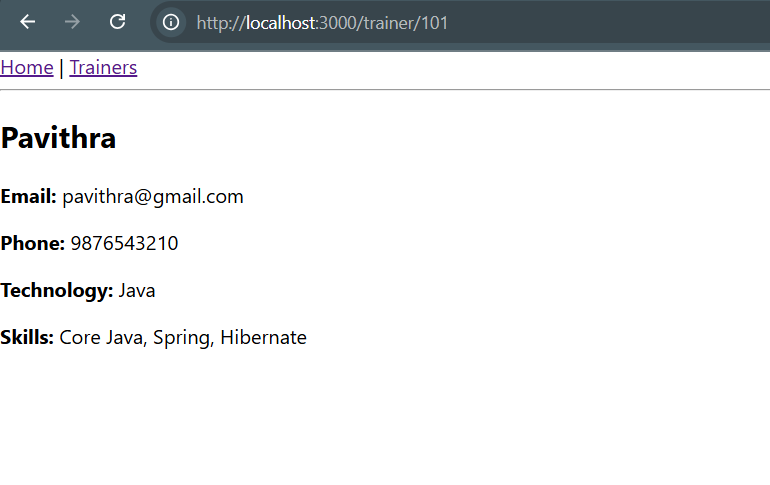 http://localhost:3000/trainer/101
Home | Trainers
Pavithra
Email: pavithra@gmail.com
Phone: 9876543210
Technology: Java
Skills: Core Java, Spring, Hibernate